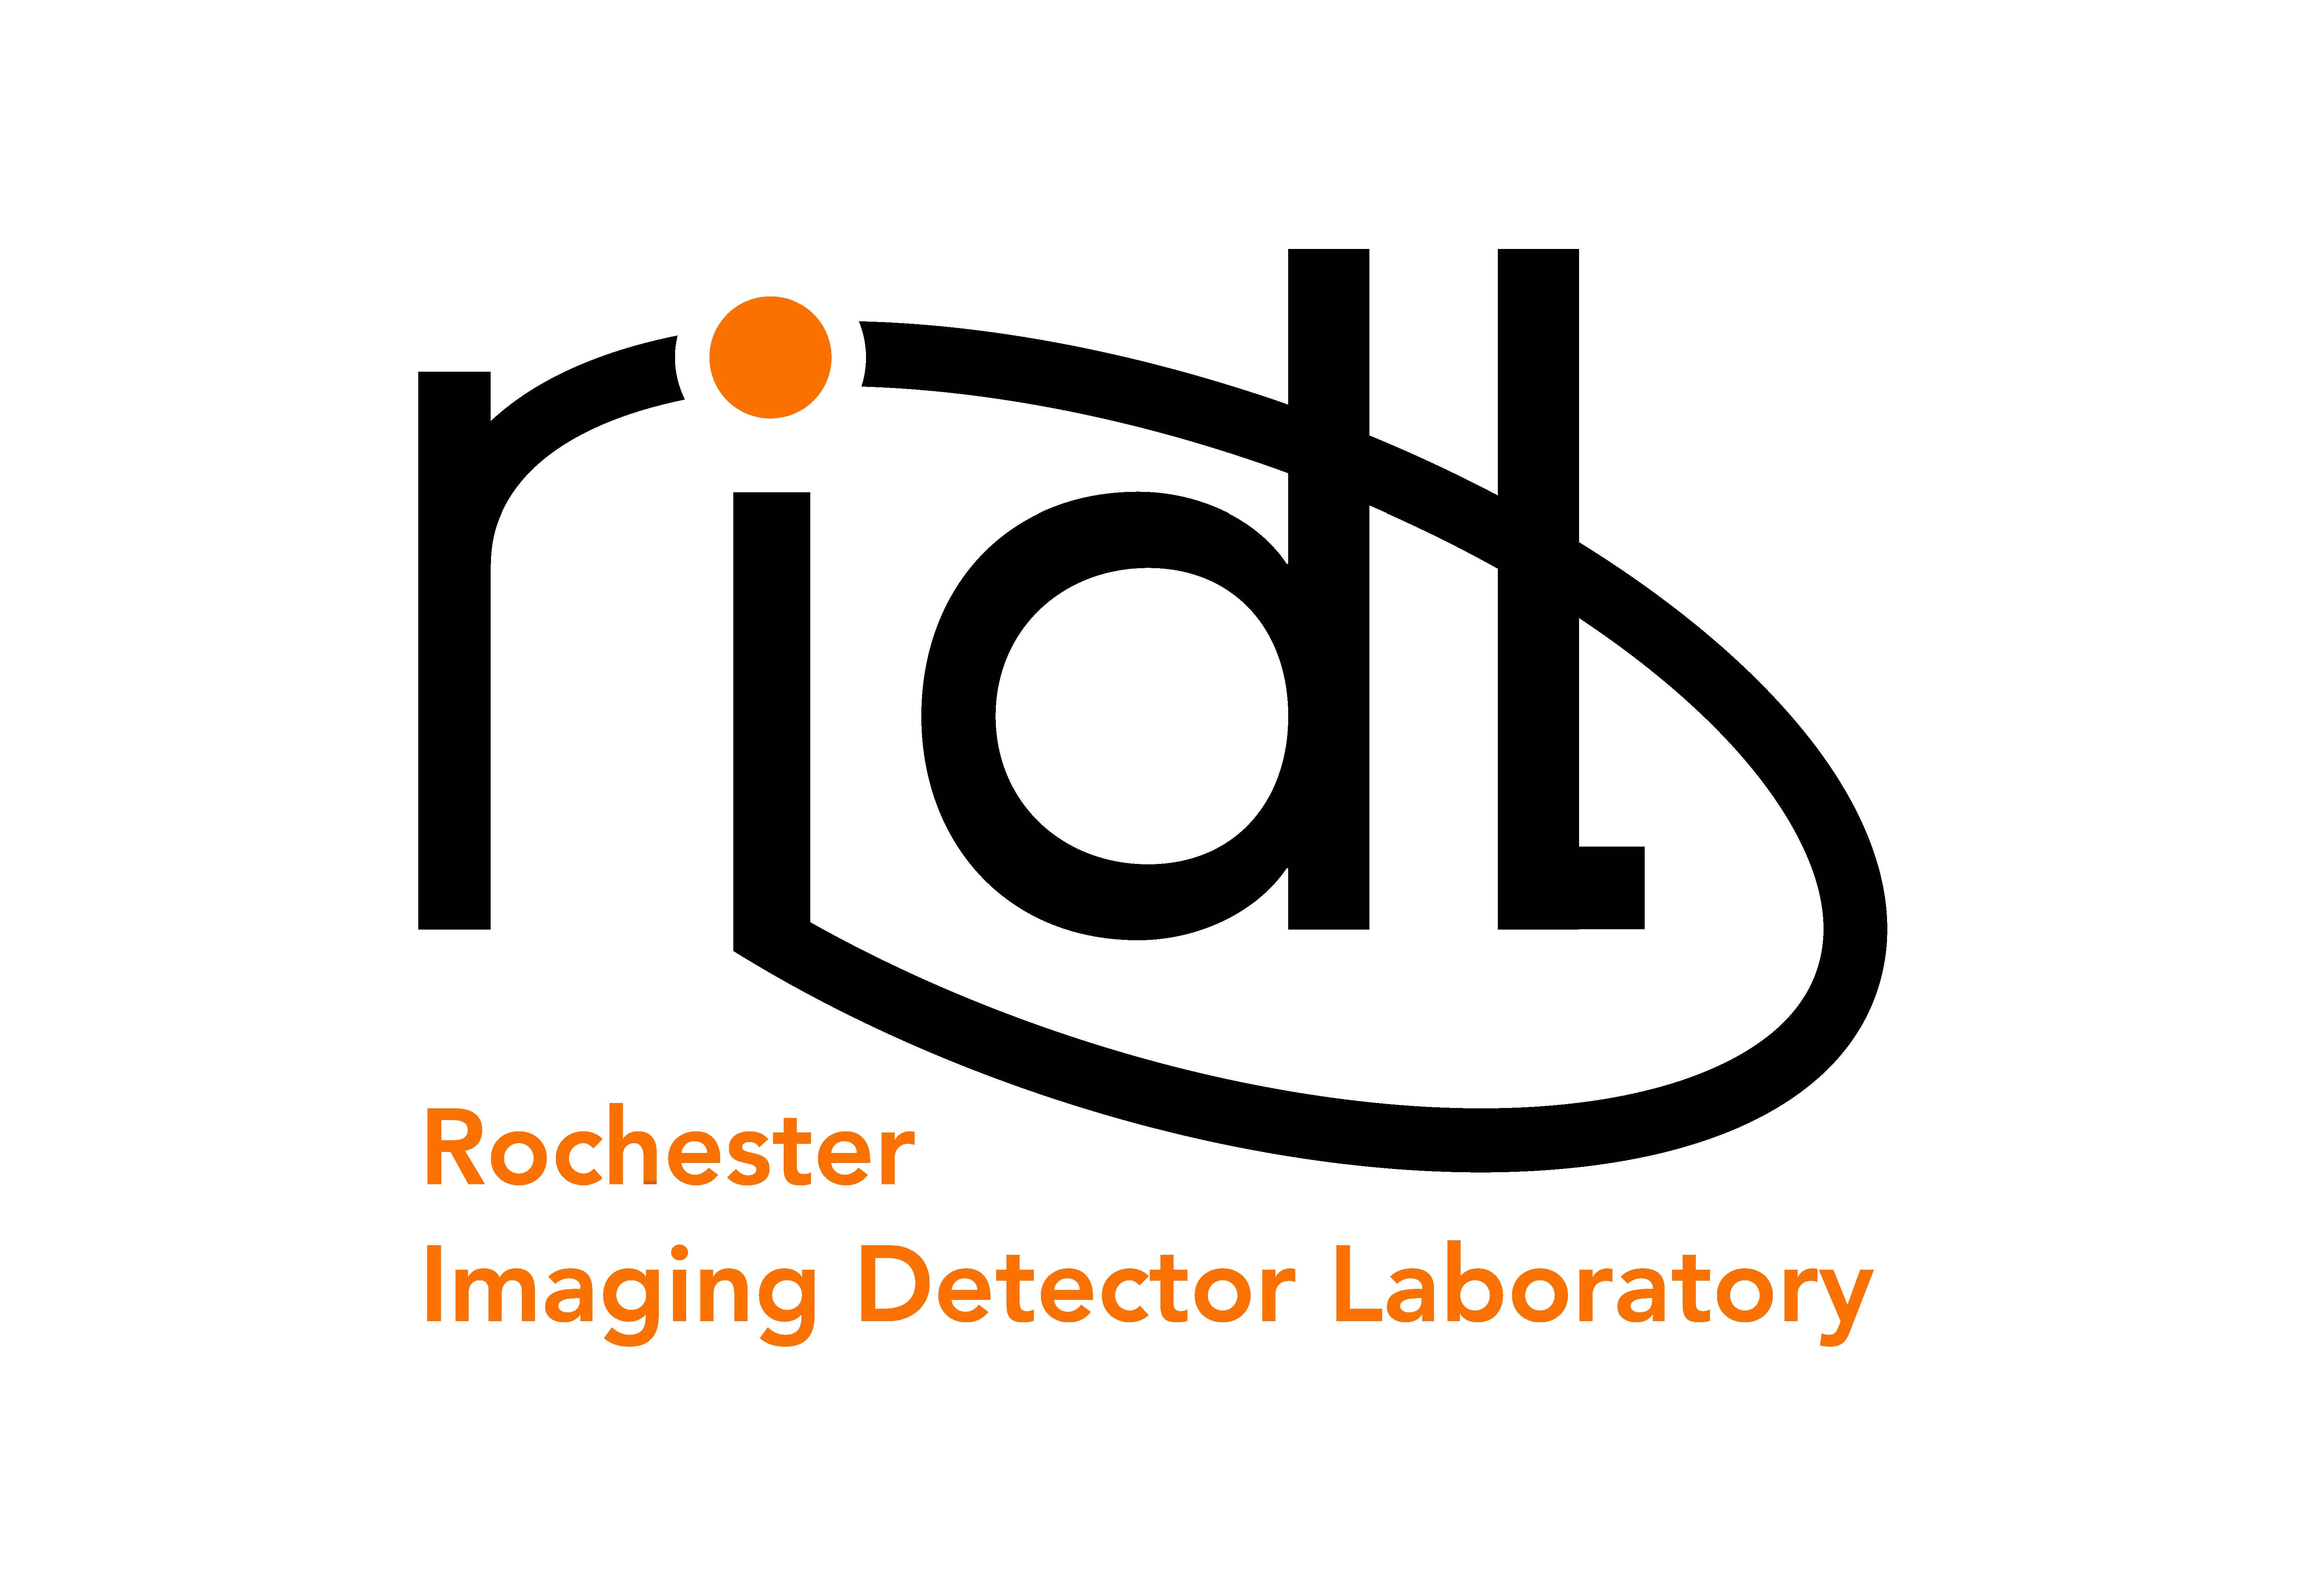 ridl
Rochester
Imaging Detector Laboratory